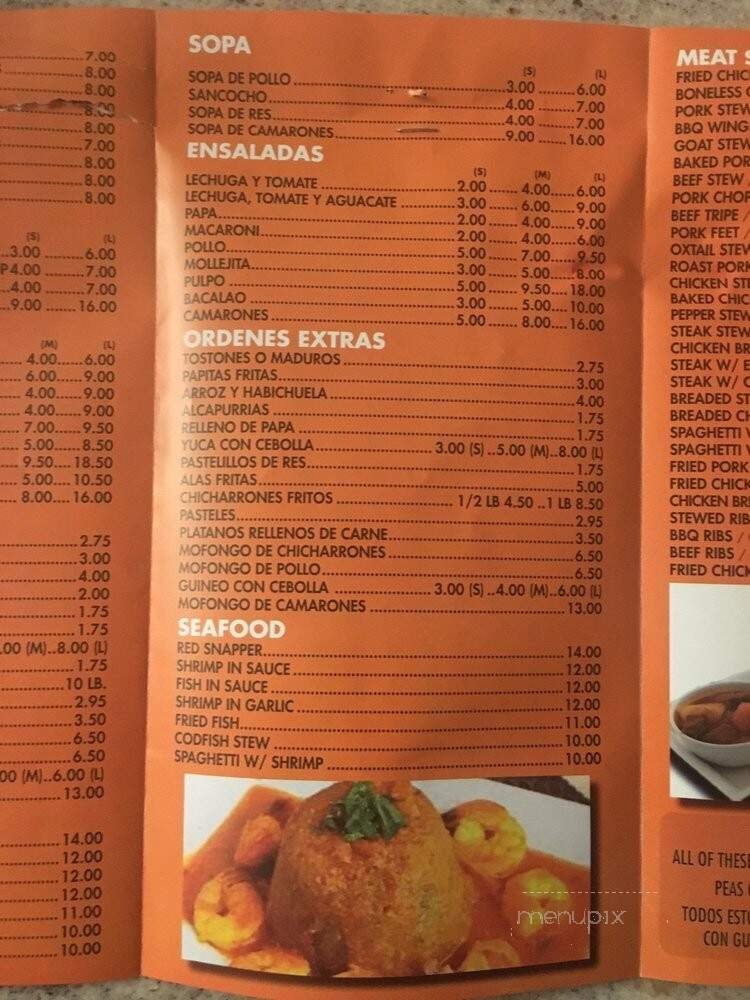 7.00
8.00
8.00
8.00
8.00
7.00
8.00
8.00
8.00
(S) (L)
3.00 ........ 6.00
P4.00 ........ 7.00
4.00 ........ 7.00
9.00 ........ 16.00
(M) (L)
4.00......6.00
6.00......9.00
4.00......9.00
4.00......9.00
7.00......9.50
5.00......8.50
9.50.....18.50
5.00.....10.50
8.00.....16.00
2.75
3.00
4.00
2.00
1.75
1.75
.00 (M)..8.00 (L)
1.75
10 LB.
2.95
3.50
6.50
6.50
00 (M)..6.00 (L)
13.00
14.00
12.00
12.00
12.00
11.00
10.00
10.00
SOPA
(S) (L)
SOPA DE POLLO ........ 3.00 ........ 6.00
SANCOCHO ........ 4.00 ........ 7.00
SOPA DE RES ........ 4.00 ........ 7.00
SOPA DE CAMARONES ........ 9.00 ........ 16.00
ENSALADAS
(S) (M) (L)
LECHUGA Y TOMATE ........ 2.00 ........ 4.00......6.00
LECHUGA, TOMATE Y AGUACATE ........ 3.00 ........ 6.00......9.00
PAPA ........ 2.00 ........ 4.00......9.00
MACARONI ........ 2.00 ........ 4.00......6.00
POLLO ........ 5.00 ........ 7.00......9.50
MOLLEJITA ........ 3.00 ........ 5.00......8.00
PULPO ........ 5.00 ........ 9.50....18.00
BACALAO ........ 3.00 ........ 5.00....10.00
CAMARONES ........ 5.00 ........ 8.00....16.00
ORDENES EXTRAS
TOSTONES O MADUROS ........ 2.75
PAPITAS FRITAS ........ 3.00
ARROZ Y HABICHUELA ........ 4.00
ALCAPURRIAS ........ 1.75
RELLENO DE PAPA ........ 1.75
YUCA CON CEBOLLA ........ 3.00 (S) ..5.00 (M)..8.00 (L)
PASTELILLOS DE RES ........ 1.75
ALAS FRITAS ........ 5.00
CHICHARRONES FRITOS ........ 1/2 LB 4.50 ..1 LB 8.50
PASTELES ........ 2.95
PLATANOS RELLENOS DE CARNE ........ 3.50
MOFONGO DE CHICHARRONES ........ 6.50
MOFONGO DE POLLO ........ 6.50
GUINEO CON CEBOLLA ........ 3.00 (S) ..4.00 (M)..6.00 (L)
MOFONGO DE CAMARONES ........ 13.00
SEAFOOD
RED SNAPPER ........ 14.00
SHRIMP IN SAUCE ........ 12.00
FISH IN SAUCE ........ 12.00
SHRIMP IN GARLIC ........ 12.00
FRIED FISH ........ 11.00
CODFISH STEW ........ 10.00
SPAGHETTI W/ SHRIMP ........ 10.00
menupix
MEAT S
FRIED CHIC
BONELESS C
PORK STEW
BBQ WING
GOAT STEW
BAKED POR
BEEF STEW
PORK CHOP
BEEF TRIPE /
PORK FEET /
OXTAIL STEW
ROAST PORK
CHICKEN STE
BAKED CHIC
PEPPER STEW
STEAK STEW
CHICKEN BR
STEAK W/ E
STEAK W/ C
BREADED ST
BREADED CH
SPAGHETTI
SPAGHETTI
FRIED PORK
FRIED CHICK
CHICKEN BRE
STEWED RIB
BBQ RIBS /
BEEF RIBS /
FRIED CHICK
ALL OF THESE
PEAS
TODOS ESTO
CON GU